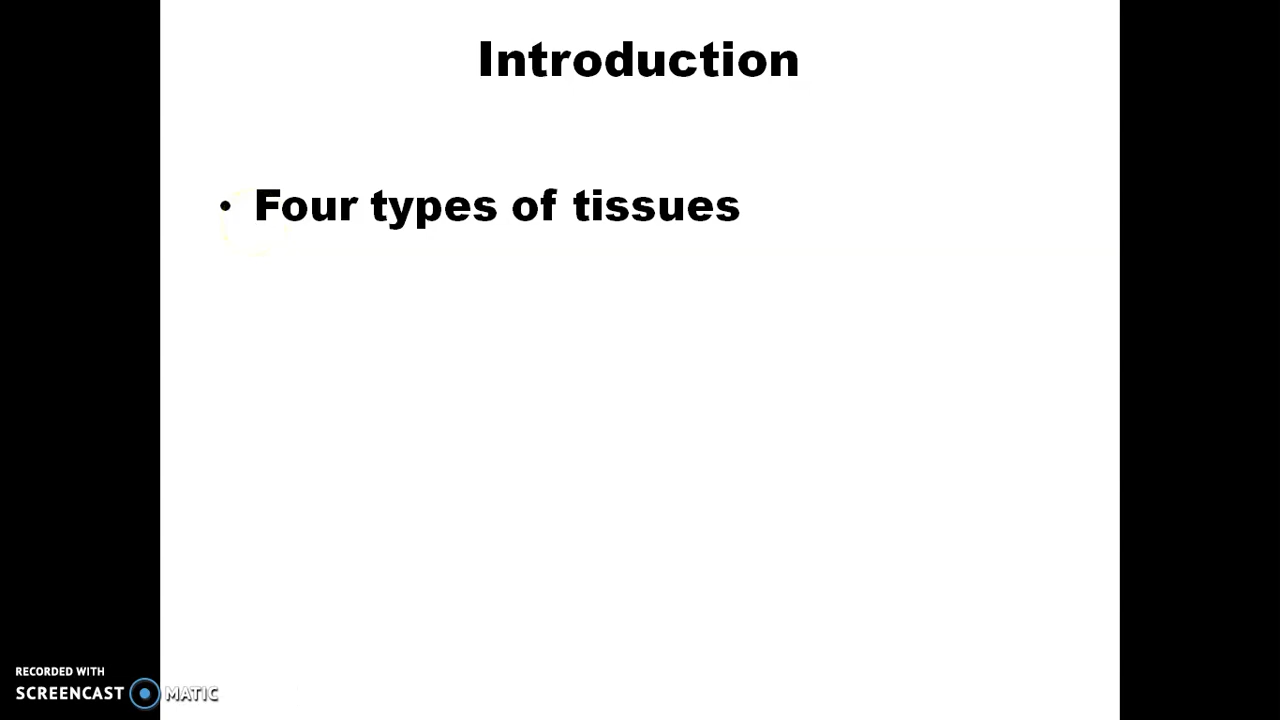 Introduction
• Four types of tissues
RECORDED WITH
SCREENCAST MATIC